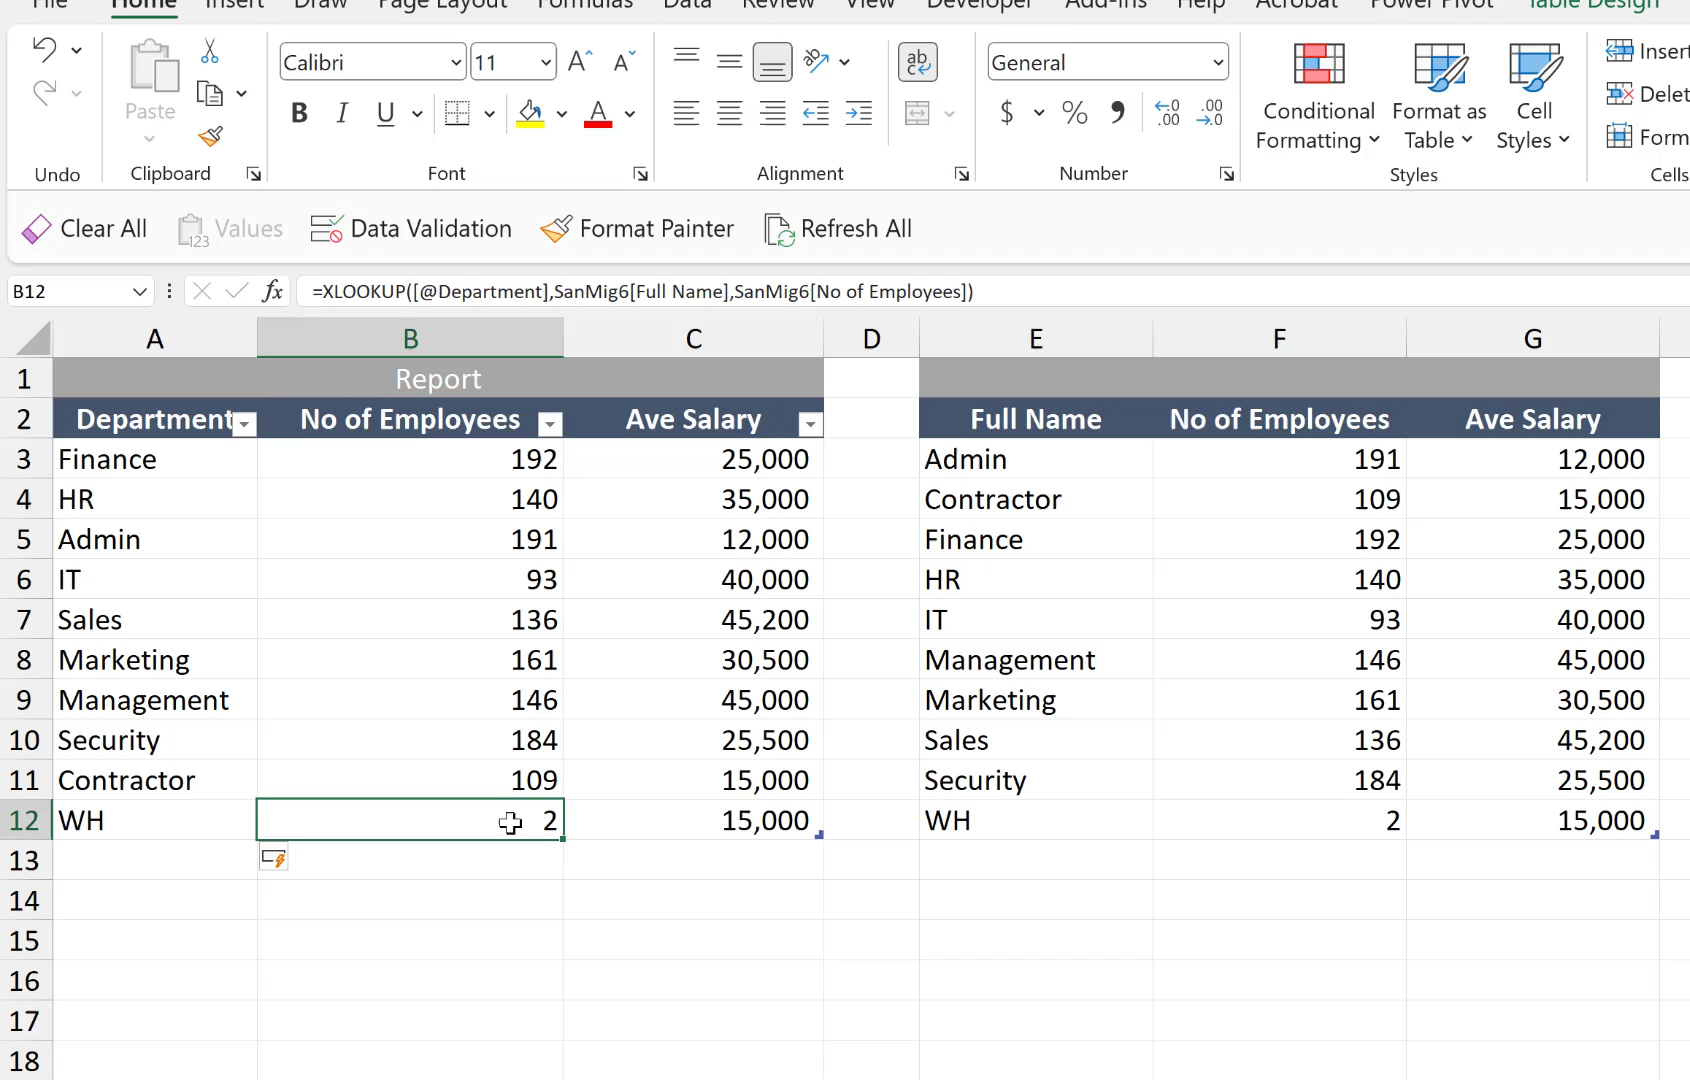 File Home Insert Draw Page Layout Formulas Data Review View Developer Add-ins Help Acrobat Power Pivot Table Design
Calibri 11 General
Paste
B I U A $ %
Conditional Formatting Format as Table Cell Styles
Insert
Delet
Form
Undo Clipboard Font Alignment Number Styles Cells
Clear All Values Data Validation Format Painter Refresh All
B12 fx =XLOOKUP([@Department],SanMig6[Full Name],SanMig6[No of Employees])
A B C D E F G
1 Report
2 Department No of Employees Ave Salary Full Name No of Employees Ave Salary
3 Finance 192 25,000 Admin 191 12,000
4 HR 140 35,000 Contractor 109 15,000
5 Admin 191 12,000 Finance 192 25,000
6 IT 93 40,000 HR 140 35,000
7 Sales 136 45,200 IT 93 40,000
8 Marketing 161 30,500 Management 146 45,000
9 Management 146 45,000 Marketing 161 30,500
10 Security 184 25,500 Sales 136 45,200
11 Contractor 109 15,000 Security 184 25,500
12 WH 2 15,000 WH 2 15,000
13
14
15
16
17
18